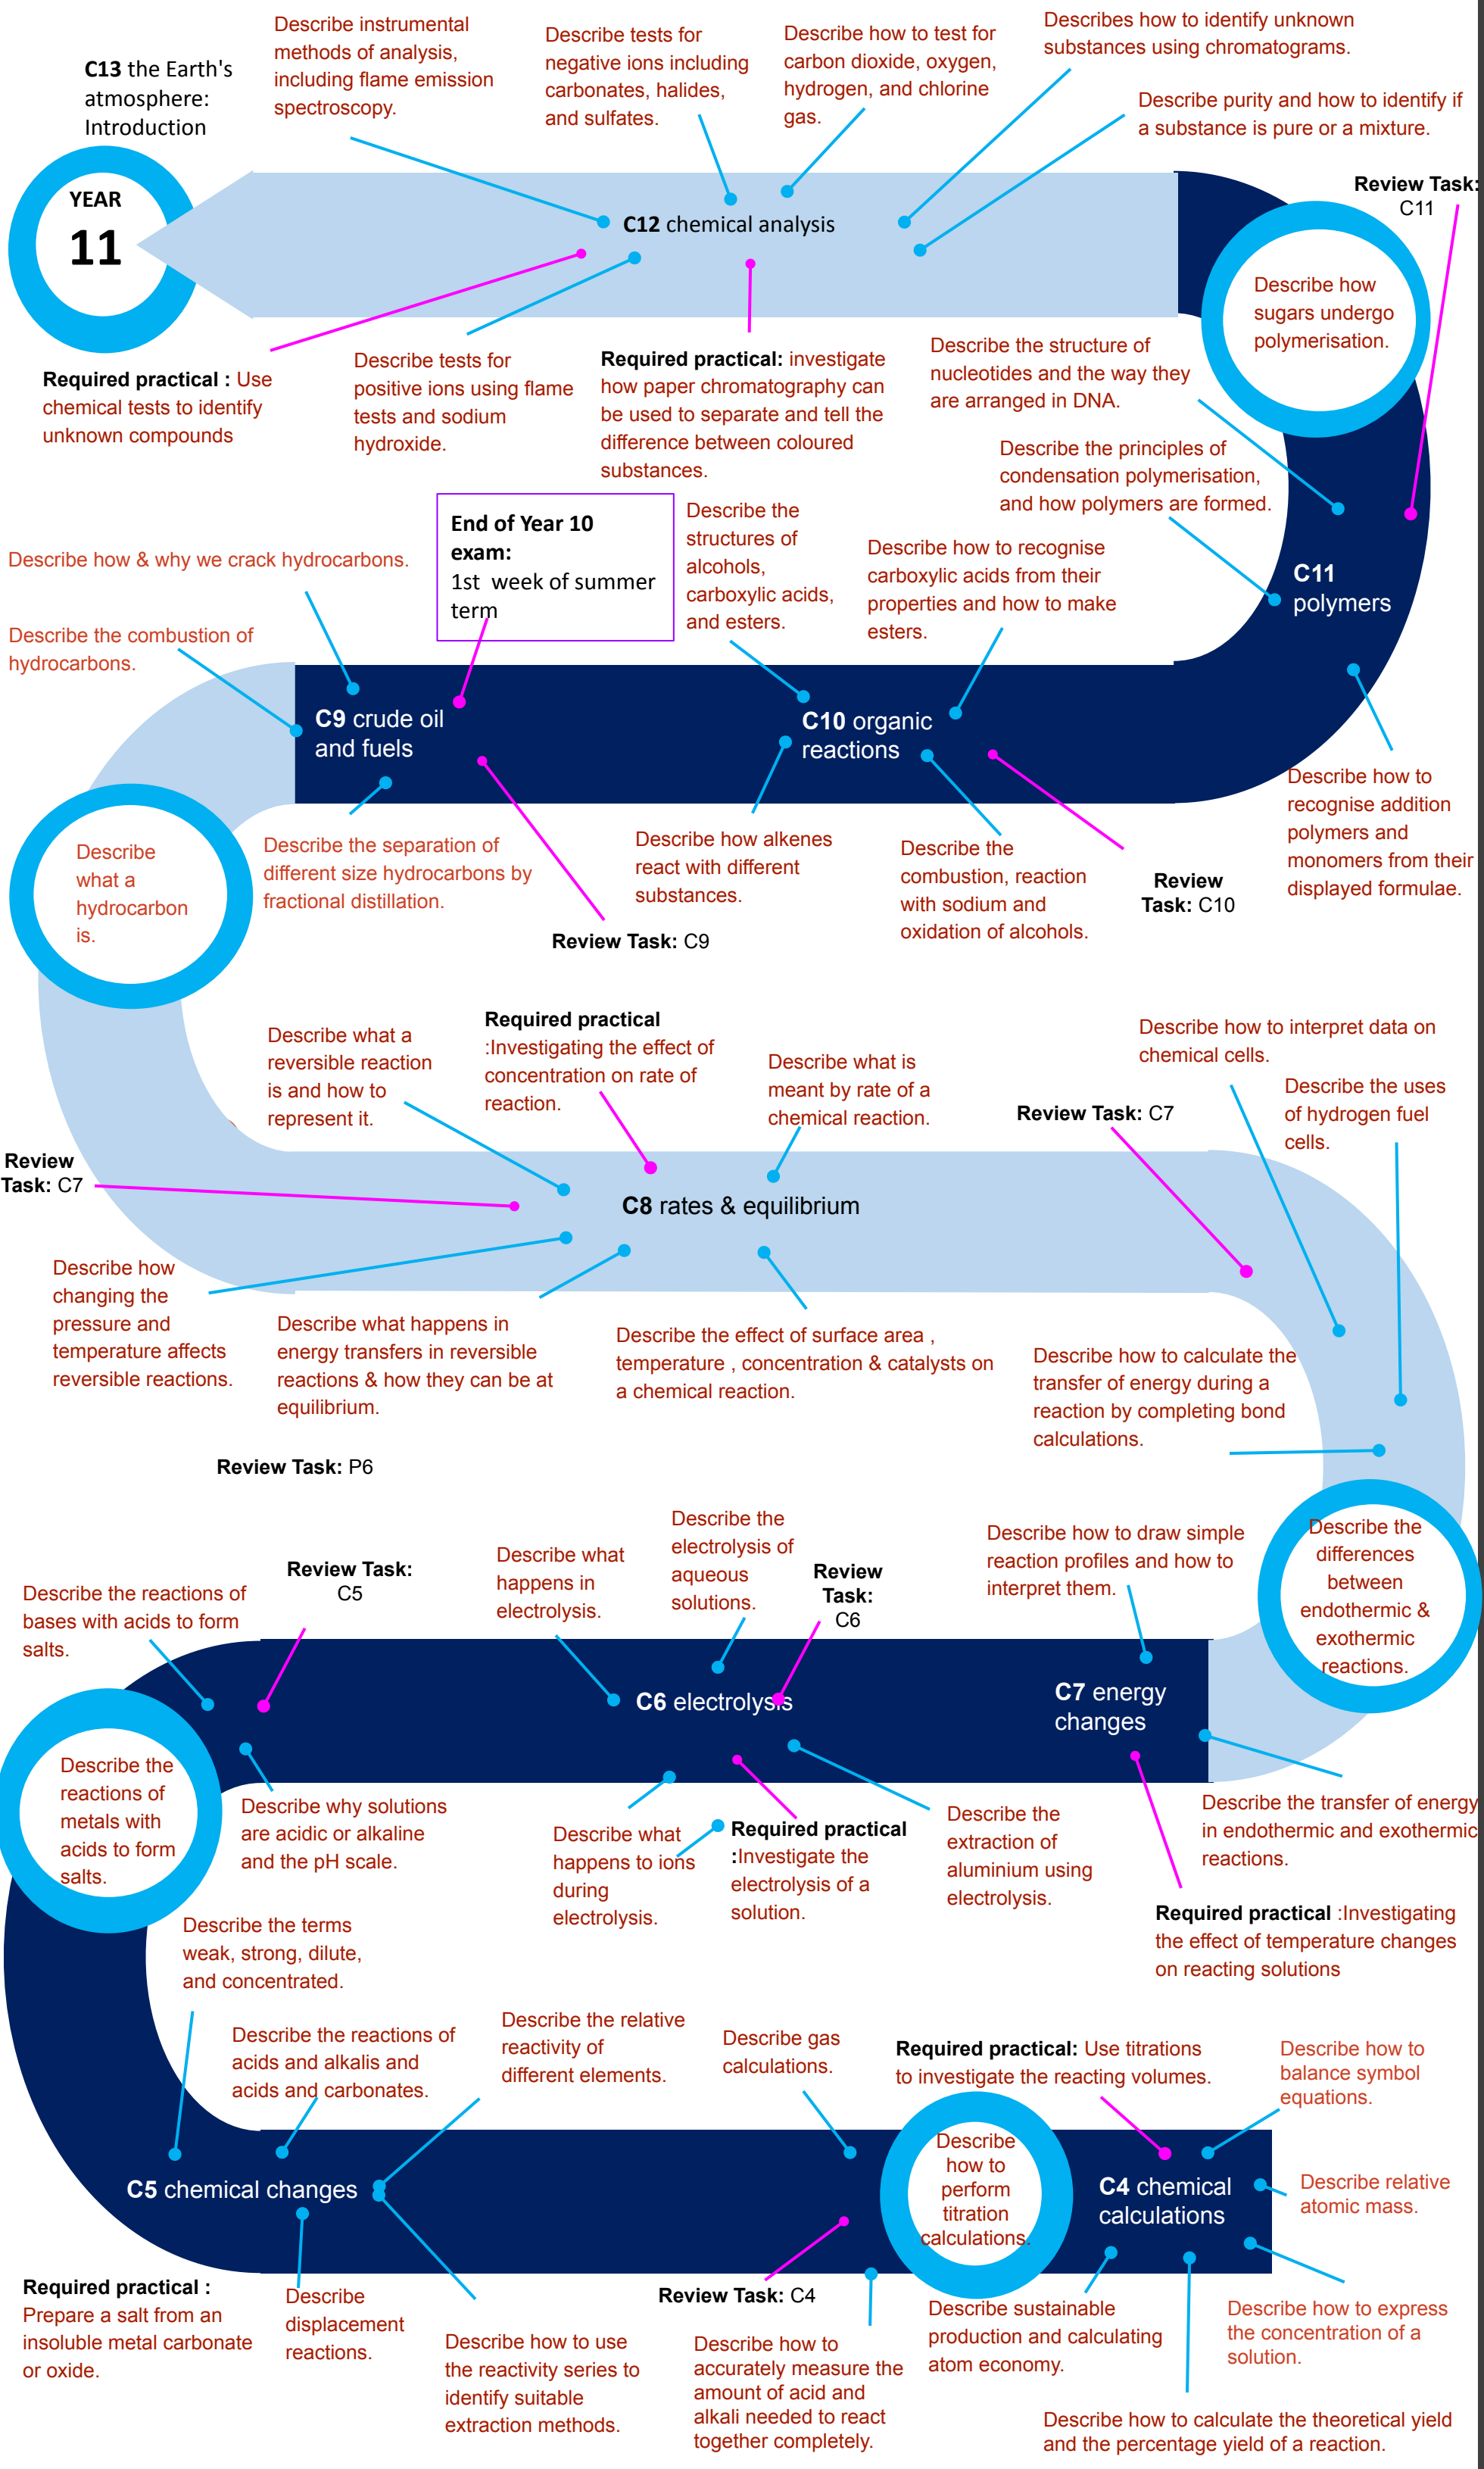 C13 the Earth's
atmosphere:
Introduction
Describe instrumental
methods of analysis,
including flame emission
spectroscopy.
Describe tests for
negative ions including
carbonates, halides,
and sulfates.
Describe how to test for
carbon dioxide, oxygen,
hydrogen, and chlorine
gas.
Describes how to identify unknown
substances using chromatograms.
Describe purity and how to identify if
a substance is pure or a mixture.
YEAR
11
C12 chemical analysis
Review Task:
C11
Describe how
sugars undergo
polymerisation.
Required practical : Use
chemical tests to identify
unknown compounds
Describe tests for
positive ions using flame
tests and sodium
hydroxide.
Required practical: investigate
how paper chromatography can
be used to separate and tell the
difference between coloured
substances.
Describe the structure of
nucleotides and the way they
are arranged in DNA.
Describe the principles of
condensation polymerisation,
and how polymers are formed.
End of Year 10
exam:
1st week of summer
term
Describe the
structures of
alcohols,
carboxylic acids,
and esters.
Describe how to recognise
carboxylic acids from their
properties and how to make
esters.
C11
polymers
Describe how & why we crack hydrocarbons.
Describe the combustion of
hydrocarbons.
C9 crude oil
and fuels
C10 organic
reactions
Describe how to
recognise addition
polymers and
monomers from their
displayed formulae.
Describe
what a
hydrocarbon
is.
Describe the separation of
different size hydrocarbons by
fractional distillation.
Review Task: C9
Describe how alkenes
react with different
substances.
Describe the
combustion, reaction
with sodium and
oxidation of alcohols.
Review
Task: C10
Describe what a
reversible reaction
is and how to
represent it.
Required practical
:Investigating the effect of
concentration on rate of
reaction.
Describe what is
meant by rate of a
chemical reaction.
Review Task: C7
Describe how to interpret data on
chemical cells.
Describe the uses
of hydrogen fuel
cells.
Review
Task: C7
C8 rates & equilibrium
Describe how
changing the
pressure and
temperature affects
reversible reactions.
Describe what happens in
energy transfers in reversible
reactions & how they can be at
equilibrium.
Describe the effect of surface area ,
temperature , concentration & catalysts on
a chemical reaction.
Describe how to calculate the
transfer of energy during a
reaction by completing bond
calculations.
Review Task: P6
Describe the reactions of
bases with acids to form
salts.
Review Task:
C5
Describe what
happens in
electrolysis.
Describe the
electrolysis of
aqueous
solutions.
Review
Task:
C6
Describe how to draw simple
reaction profiles and how to
interpret them.
Describe the
differences
between
endothermic &
exothermic
reactions.
C6 electrolysis
C7 energy
changes
Describe the
reactions of
metals with
acids to form
salts.
Describe why solutions
are acidic or alkaline
and the pH scale.
Describe what
happens to ions
during
electrolysis.
Required practical
:Investigate the
electrolysis of a
solution.
Describe the
extraction of
aluminium using
electrolysis.
Describe the transfer of energy
in endothermic and exothermic
reactions.
Required practical :Investigating
the effect of temperature changes
on reacting solutions
Describe the terms
weak, strong, dilute,
and concentrated.
Describe the reactions of
acids and alkalis and
acids and carbonates.
Describe the relative
reactivity of
different elements.
Describe gas
calculations.
Required practical: Use titrations
to investigate the reacting volumes.
Describe how to
balance symbol
equations.
C5 chemical changes
Describe
how to
perform
titration
calculations.
C4 chemical
calculations
Describe relative
atomic mass.
Required practical :
Prepare a salt from an
insoluble metal carbonate
or oxide.
Describe
displacement
reactions.
Describe how to use
the reactivity series to
identify suitable
extraction methods.
Review Task: C4
Describe how to
accurately measure the
amount of acid and
alkali needed to react
together completely.
Describe sustainable
production and calculating
atom economy.
Describe how to express
the concentration of a
solution.
Describe how to calculate the theoretical yield
and the percentage yield of a reaction.